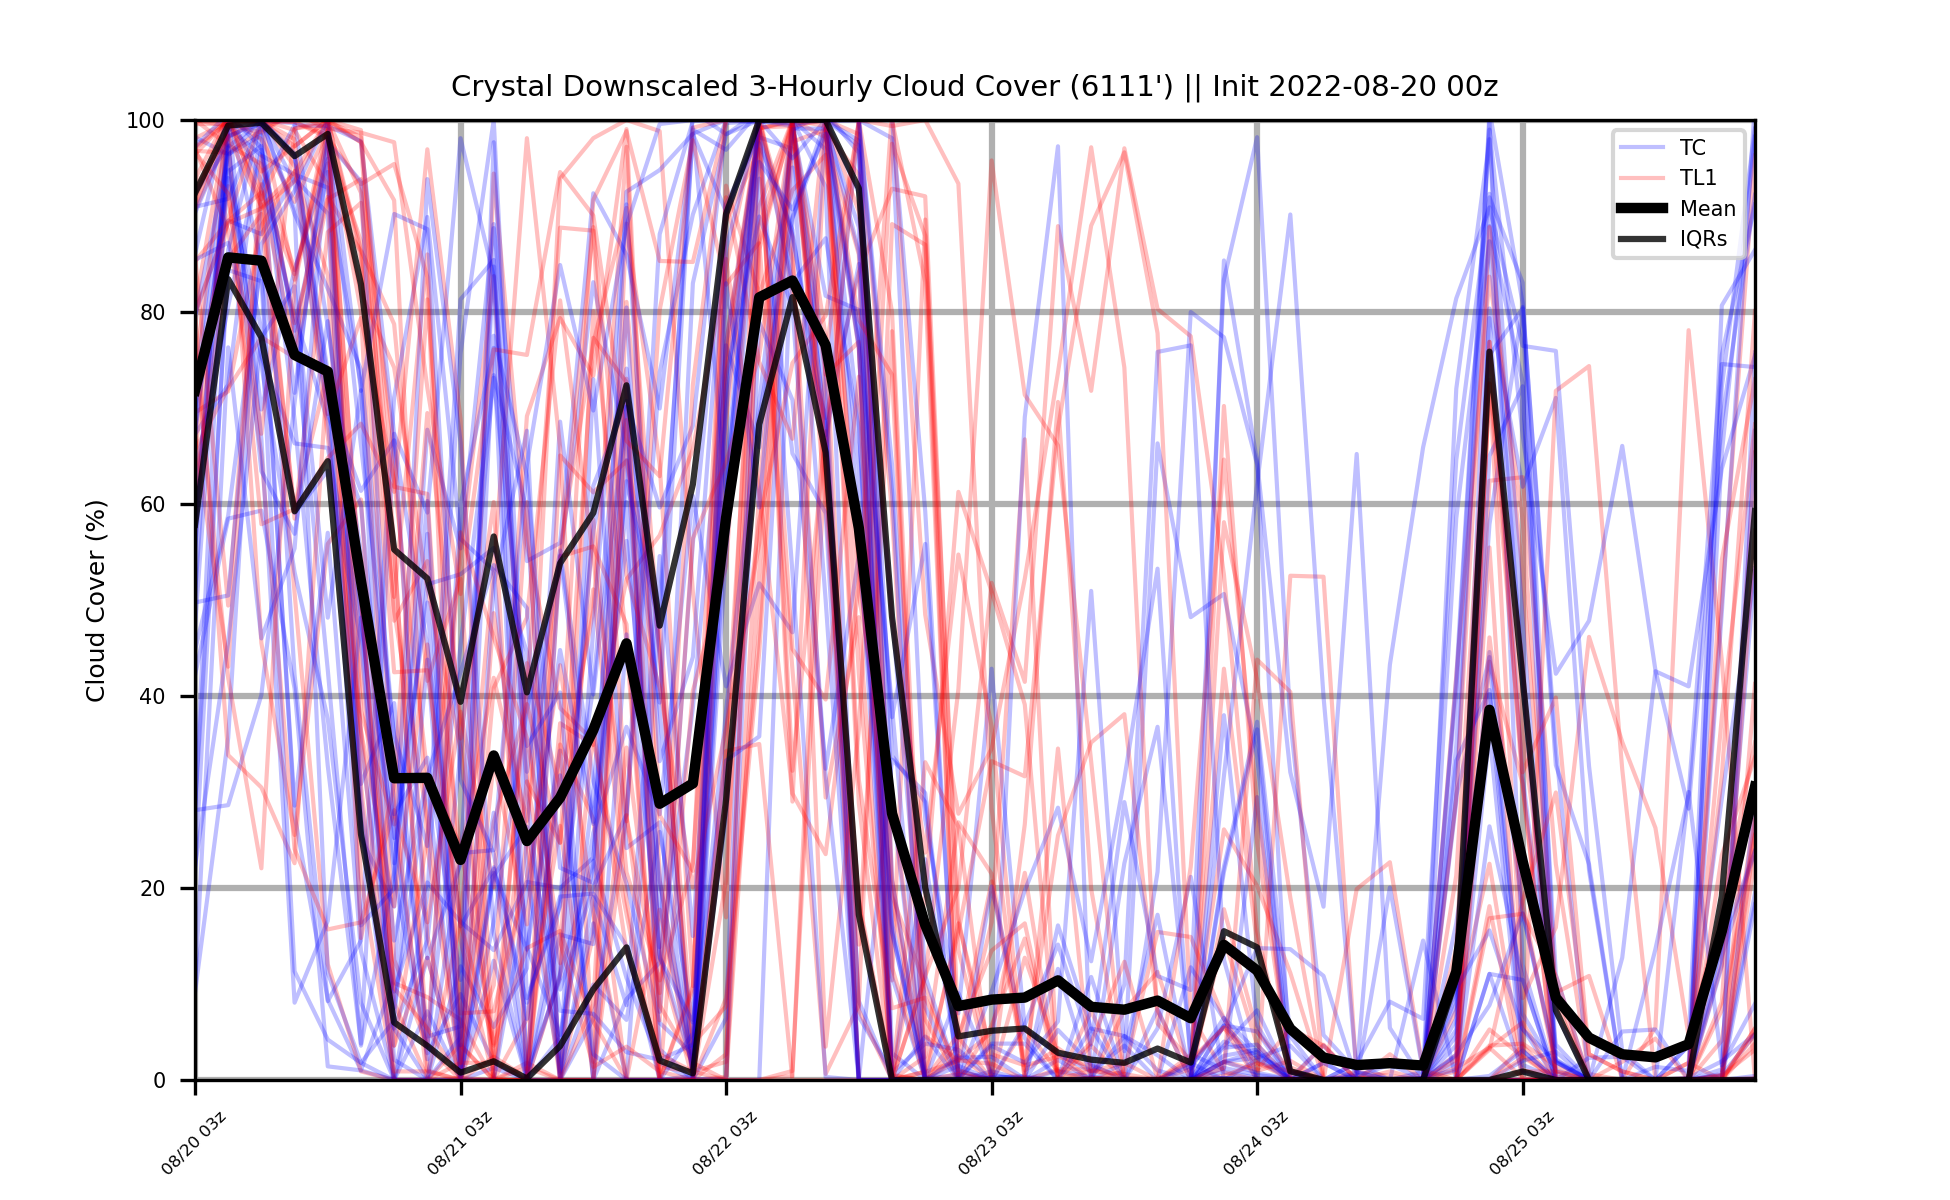 Crystal Downscaled 3-Hourly Cloud Cover (6111') || Init 2022-08-20 00z
Cloud Cover (%)
100
80
60
40
20
0
TC
TL1
Mean
IQRs
08/20 03z
08/21 03z
08/22 03z
08/23 03z
08/24 03z
08/25 03z